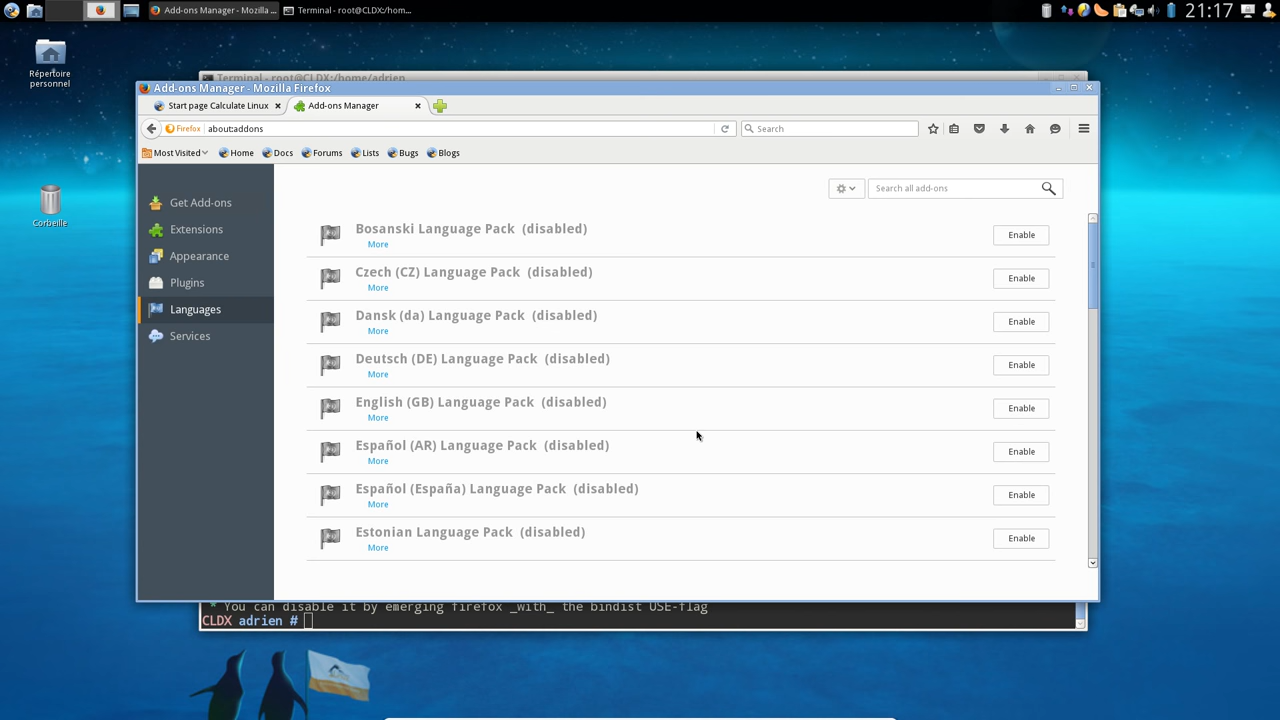 Add-ons Manager - Mozilla ...
Terminal - root@CLDX:/hom...
21:17
Répertoire
personnel
Corbeille
Terminal - root@CLDX:/home/adrien
Add-ons Manager - Mozilla Firefox
Start page Calculate Linux
Add-ons Manager
Firefox
about:addons
Search
Most Visited
Home
Docs
Forums
Lists
Bugs
Blogs
Get Add-ons
Extensions
Appearance
Plugins
Languages
Services
Search all add-ons
Bosanski Language Pack (disabled)
More
Enable
Czech (CZ) Language Pack (disabled)
More
Enable
Dansk (da) Language Pack (disabled)
More
Enable
Deutsch (DE) Language Pack (disabled)
More
Enable
English (GB) Language Pack (disabled)
More
Enable
Español (AR) Language Pack (disabled)
More
Enable
Español (España) Language Pack (disabled)
More
Enable
Estonian Language Pack (disabled)
More
Enable
* You can disable it by emerging firefox _with_ the bindist USE-flag
CLDX adrien #